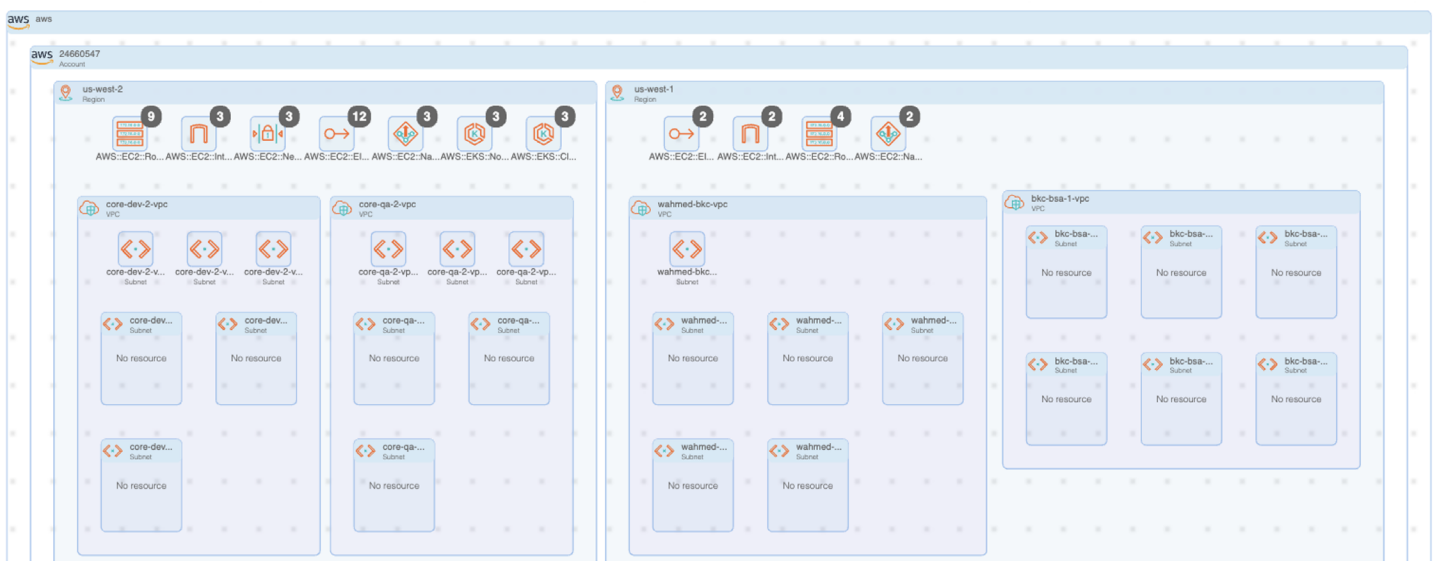 aws aws
aws 24660547
Account
us-west-2
Region
us-west-1
Region
9
3
3
12
3
3
3
2
2
4
2
AWS::EC2::Ro... AWS::EC2::Int... AWS::EC2::Ne... AWS::EC2::El... AWS::EC2::Na... AWS::EKS::No... AWS::EKS::Cl...
AWS::EC2::El... AWS::EC2::Int... AWS::EC2::Ro... AWS::EC2::Na...
core-dev-2-vpc
VPC
core-dev-2-v... core-dev-2-v... core-dev-2-v...
Subnet Subnet Subnet
core-dev... core-dev...
Subnet Subnet
No resource No resource
core-dev...
Subnet
No resource
core-qa-2-vpc
VPC
core-qa-2-vp... core-qa-2-vp... core-qa-2-vp...
Subnet Subnet Subnet
core-qa-... core-qa-...
Subnet Subnet
No resource No resource
core-qa-...
Subnet
No resource
wahmed-bkc-vpc
VPC
wahmed-bkc...
Subnet
wahmed-... wahmed-... wahmed-...
Subnet Subnet Subnet
No resource No resource No resource
wahmed-... wahmed-...
Subnet Subnet
No resource No resource
bkc-bsa-1-vpc
VPC
bkc-bsa-... bkc-bsa-... bkc-bsa-...
Subnet Subnet Subnet
No resource No resource No resource
bkc-bsa-... bkc-bsa-... bkc-bsa-...
Subnet Subnet Subnet
No resource No resource No resource